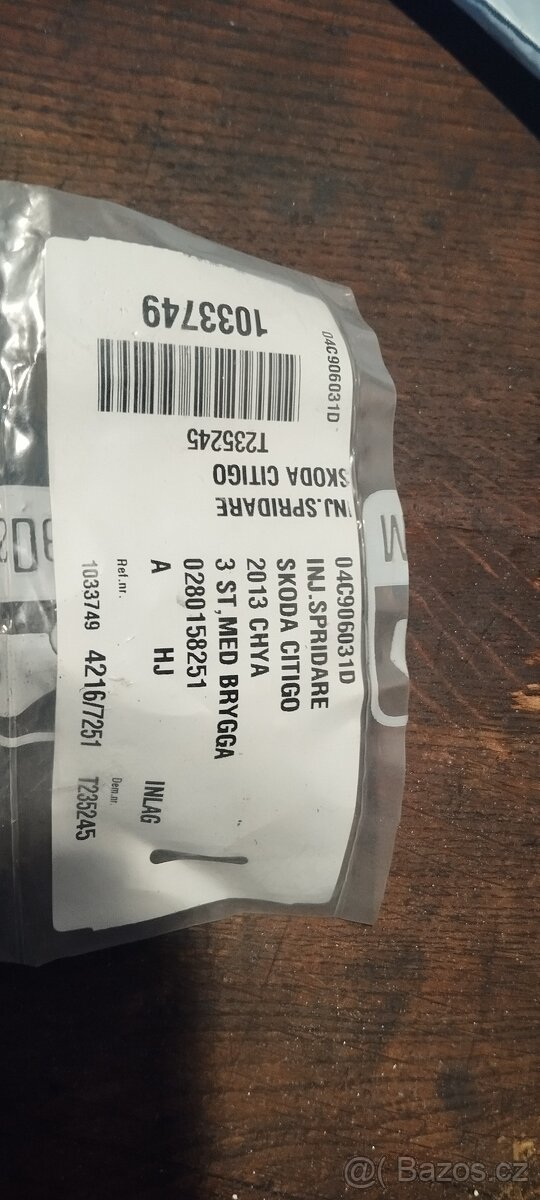 04C906031D
INJ.SPRIDARE
SKODA CITIGO
2013 CHYA
3 ST,MED BRYGGA
0280158251
A HJ
INLAG
Ref.nr. Dem.nr.
1033749 4216/7251 T235245
1033749
04C906031D
T235245
SKODA CITIGO
INJ.SPRIDARE
M
@( Bazos.cz